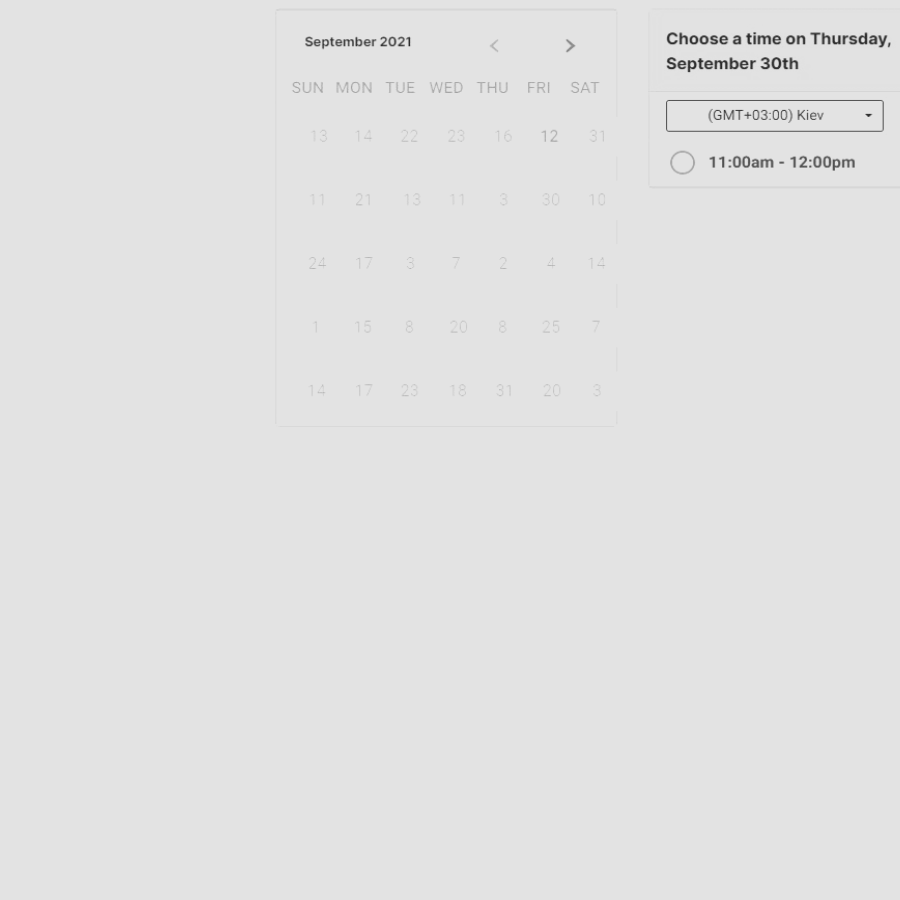 September 2021
SUN MON TUE WED THU FRI SAT
13 14 22 23 16 12 31
11 21 13 11 3 30 10
24 17 3 7 2 4 14
1 15 8 20 8 25 7
14 17 23 18 31 20 3
Choose a time on Thursday,
September 30th
(GMT+03:00) Kiev
11:00am - 12:00pm